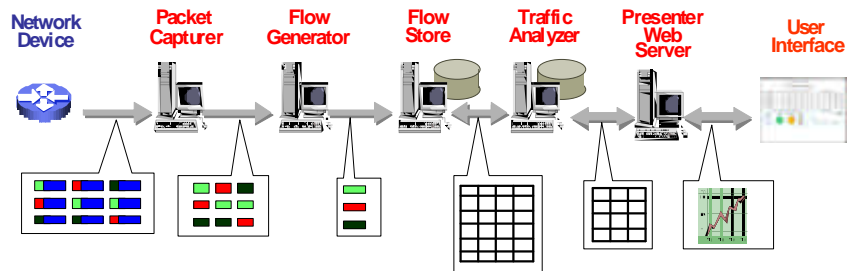 Network
Device
Packet
Capturer
Flow
Generator
Flow
Store
Traffic
Analyzer
Presenter
Web
Server
User
Interface